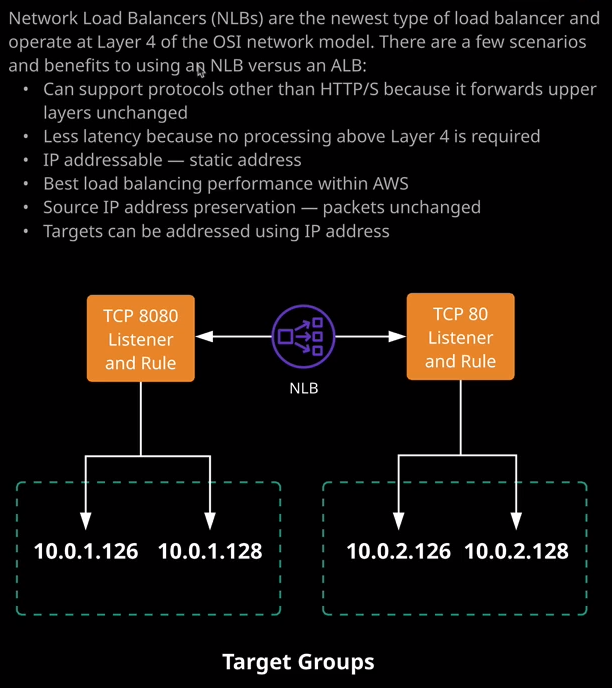 Network Load Balancers (NLBs) are the newest type of load balancer and
operate at Layer 4 of the OSI network model. There are a few scenarios
and benefits to using an NLB versus an ALB:
• Can support protocols other than HTTP/S because it forwards upper
layers unchanged
• Less latency because no processing above Layer 4 is required
• IP addressable — static address
• Best load balancing performance within AWS
• Source IP address preservation — packets unchanged
• Targets can be addressed using IP address
TCP 8080
Listener
and Rule
NLB
TCP 80
Listener
and Rule
10.0.1.126 10.0.1.128
10.0.2.126 10.0.2.128
Target Groups